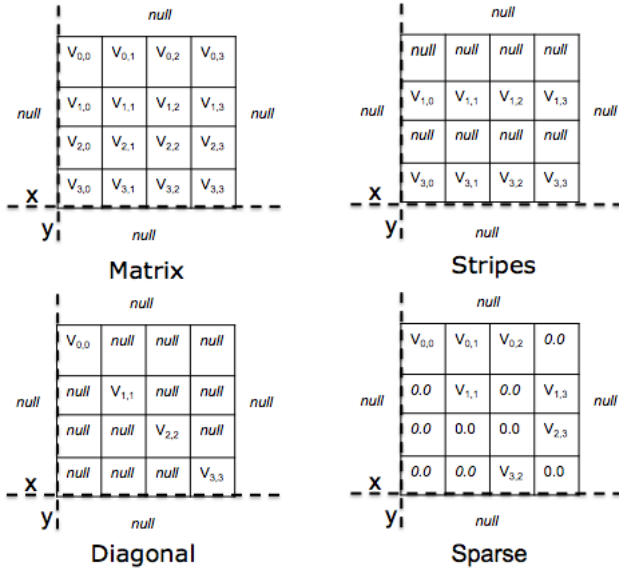 null
V0,0 V0,1 V0,2 V0,3
V1,0 V1,1 V1,2 V1,3
null null
V2,0 V2,1 V2,2 V2,3
V3,0 V3,1 V3,2 V3,3
x
y
null
Matrix
null
null null null null
V1,0 V1,1 V1,2 V1,3
null null
null null null null
V3,0 V3,1 V3,2 V3,3
x
y
null
Stripes
null
V0,0 null null null
null V1,1 null null
null null
null null V2,2 null
null null null V3,3
x
y
null
Diagonal
null
V0,0 V0,1 V0,2 0.0
0.0 V1,1 0.0 V1,3
null null
0.0 0.0 0.0 V2,3
0.0 0.0 V3,2 0.0
x
y
null
Sparse